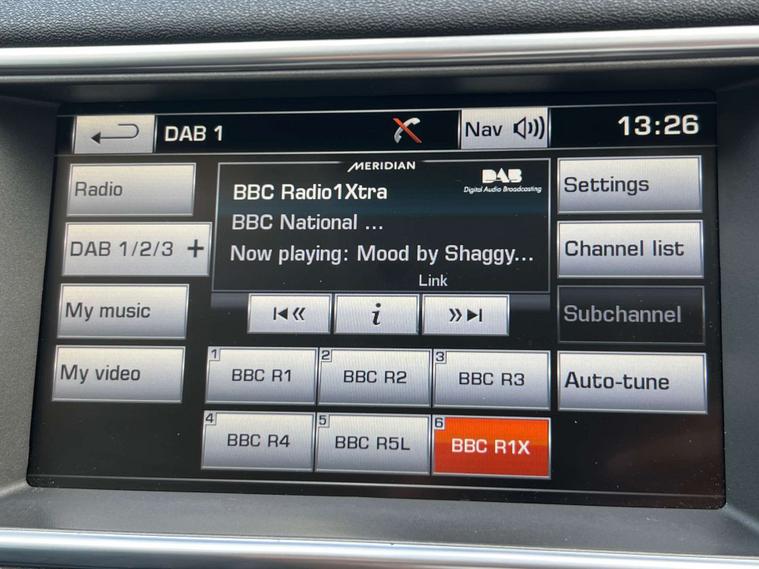 DAB 1
Nav
13:26
Radio
DAB 1/2/3 +
My music
My video
MERIDIAN
BBC Radio1Xtra
DAB
Digital Audio Broadcasting
BBC National ...
Now playing: Mood by Shaggy...
Link
i
Settings
Channel list
Subchannel
Auto-tune
1 BBC R1
2 BBC R2
3 BBC R3
4 BBC R4
5 BBC R5L
6 BBC R1X